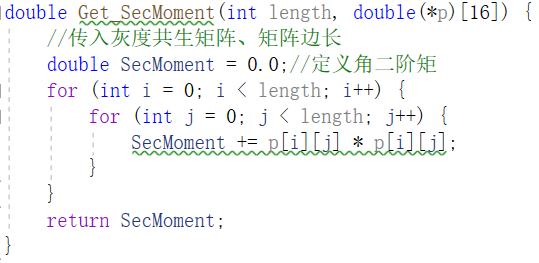 double Get_SecMoment(int length, double(*p)[16]) {
//传入灰度共生矩阵、矩阵边长
double SecMoment = 0.0;//定义角二阶矩
for (int i = 0; i < length; i++) {
for (int j = 0; j < length; j++) {
SecMoment += p[i][j] * p[i][j];
}
}
return SecMoment;
}